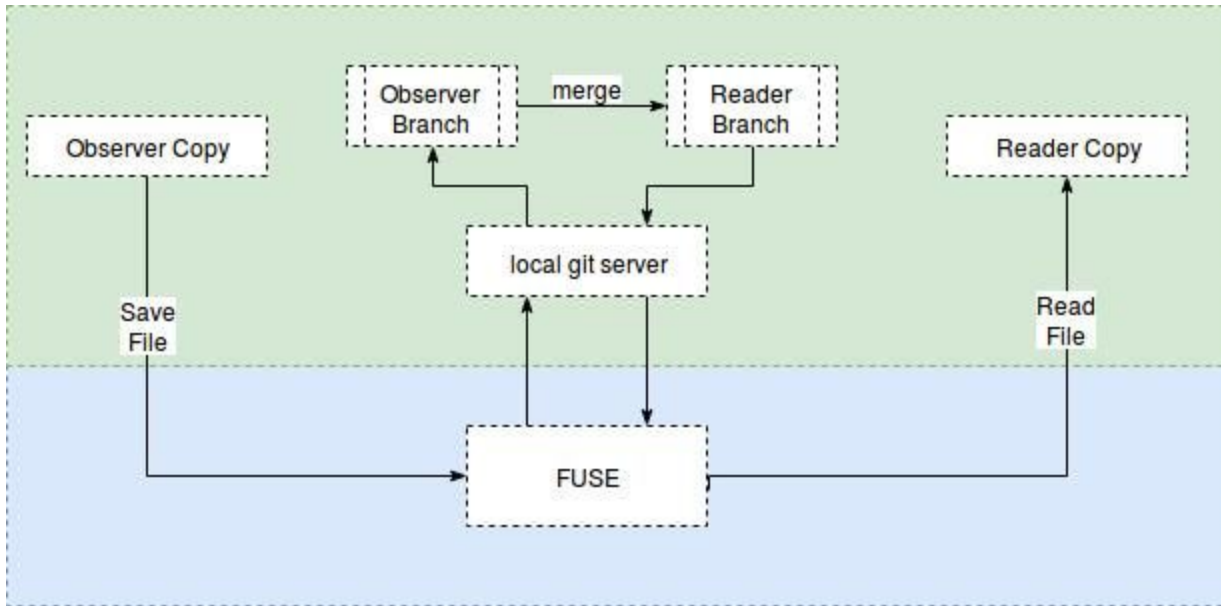 Observer
Branch
merge
Reader
Branch
Observer Copy
Reader Copy
local git server
Save
File
Read
File
FUSE